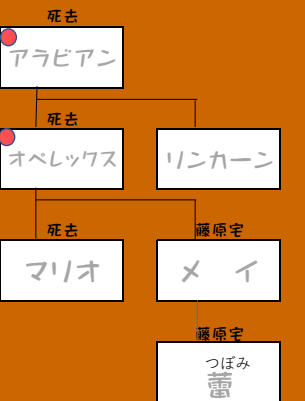 死去
アラビアン
死去
オペレックス
リンカーン
死去
藤原宅
マリオ
メイ
藤原宅
つぼみ
蕾